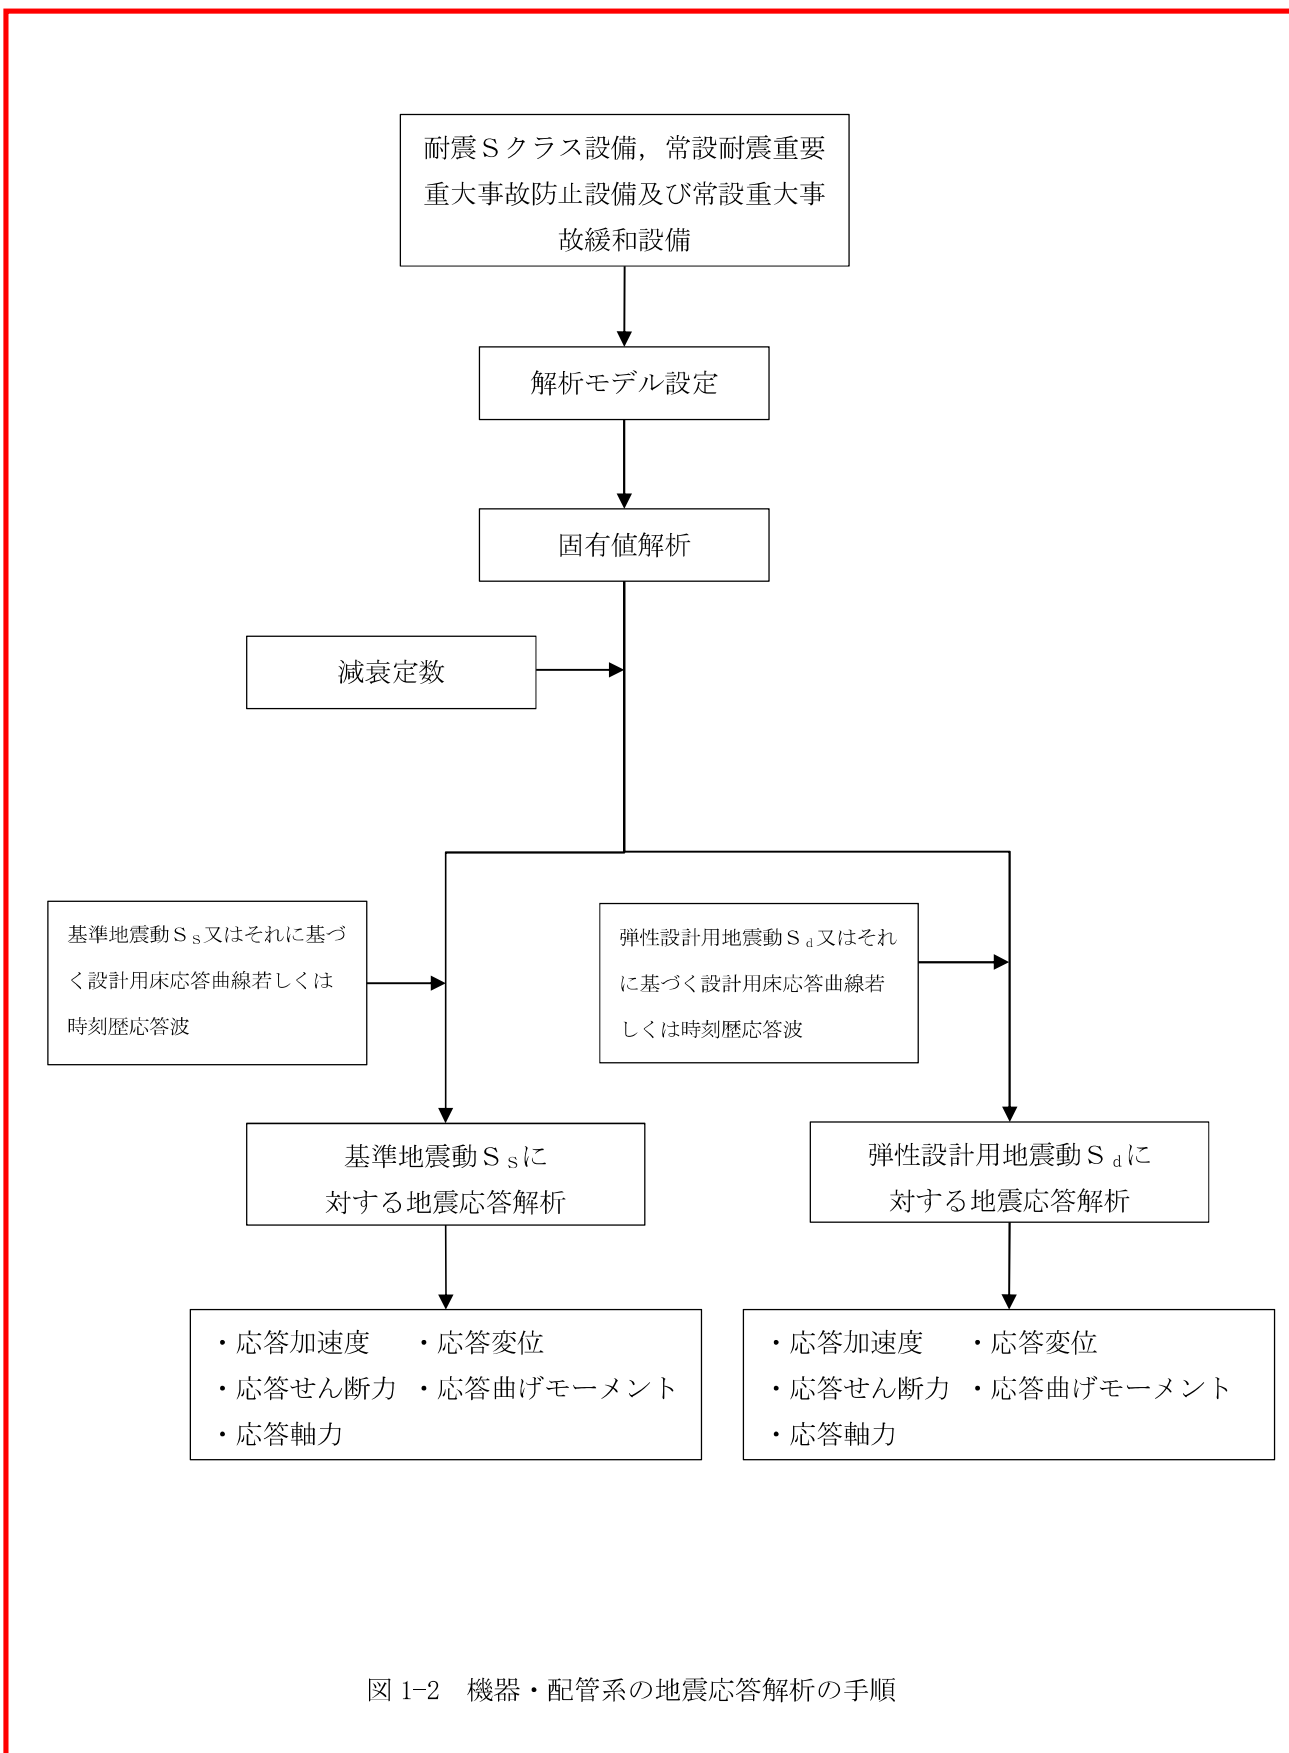 耐震Ｓクラス設備，常設耐震重要
重大事故防止設備及び常設重大事
故緩和設備
解析モデル設定
固有値解析
減衰定数
基準地震動Ｓｓ又はそれに基づ
く設計用床応答曲線若しくは
時刻歴応答波
弾性設計用地震動Ｓｄ又はそれ
に基づく設計用床応答曲線若
しくは時刻歴応答波
基準地震動Ｓｓに
対する地震応答解析
弾性設計用地震動Ｓｄに
対する地震応答解析
・応答加速度　・応答変位
・応答せん断力　・応答曲げモーメント
・応答軸力
・応答加速度　・応答変位
・応答せん断力　・応答曲げモーメント
・応答軸力
図 1-2　機器・配管系の地震応答解析の手順